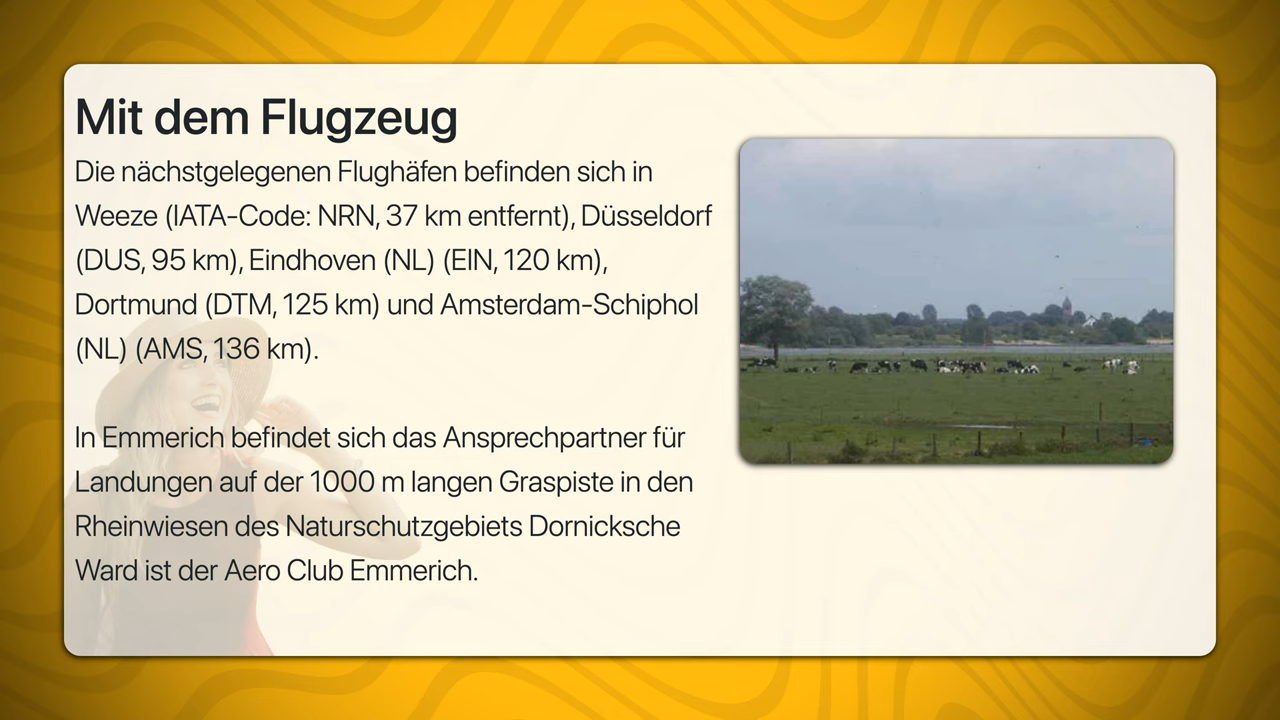 Mit dem Flugzeug
Die nächstgelegenen Flughäfen befinden sich in
Weeze (IATA-Code: NRN, 37 km entfernt), Düsseldorf
(DUS, 95 km), Eindhoven (NL) (EIN, 120 km),
Dortmund (DTM, 125 km) und Amsterdam-Schiphol
(NL) (AMS, 136 km).
In Emmerich befindet sich das Ansprechpartner für
Landungen auf der 1000 m langen Graspiste in den
Rheinwiesen des Naturschutzgebiets Dornicksche
Ward ist der Aero Club Emmerich.